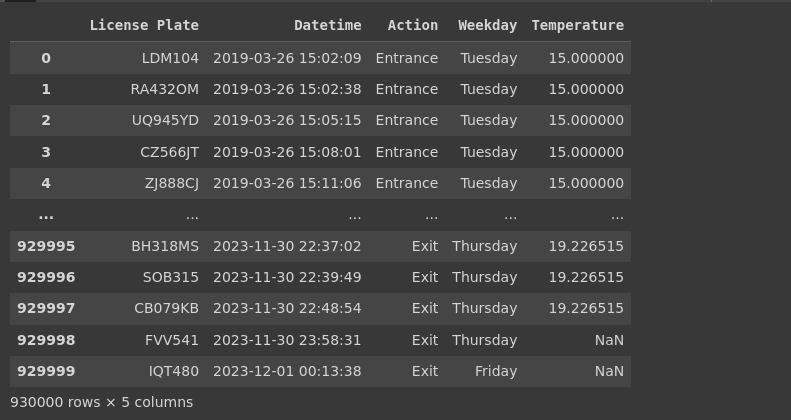 License Plate Datetime Action Weekday Temperature
0 LDM104 2019-03-26 15:02:09 Entrance Tuesday 15.000000
1 RA432OM 2019-03-26 15:02:38 Entrance Tuesday 15.000000
2 UQ945YD 2019-03-26 15:05:15 Entrance Tuesday 15.000000
3 CZ566JT 2019-03-26 15:08:01 Entrance Tuesday 15.000000
4 ZJ888CJ 2019-03-26 15:11:06 Entrance Tuesday 15.000000
... ... ... ... ... ...
929995 BH318MS 2023-11-30 22:37:02 Exit Thursday 19.226515
929996 SOB315 2023-11-30 22:39:49 Exit Thursday 19.226515
929997 CB079KB 2023-11-30 22:48:54 Exit Thursday 19.226515
929998 FVV541 2023-11-30 23:58:31 Exit Thursday NaN
929999 IQT480 2023-12-01 00:13:38 Exit Friday NaN
930000 rows × 5 columns